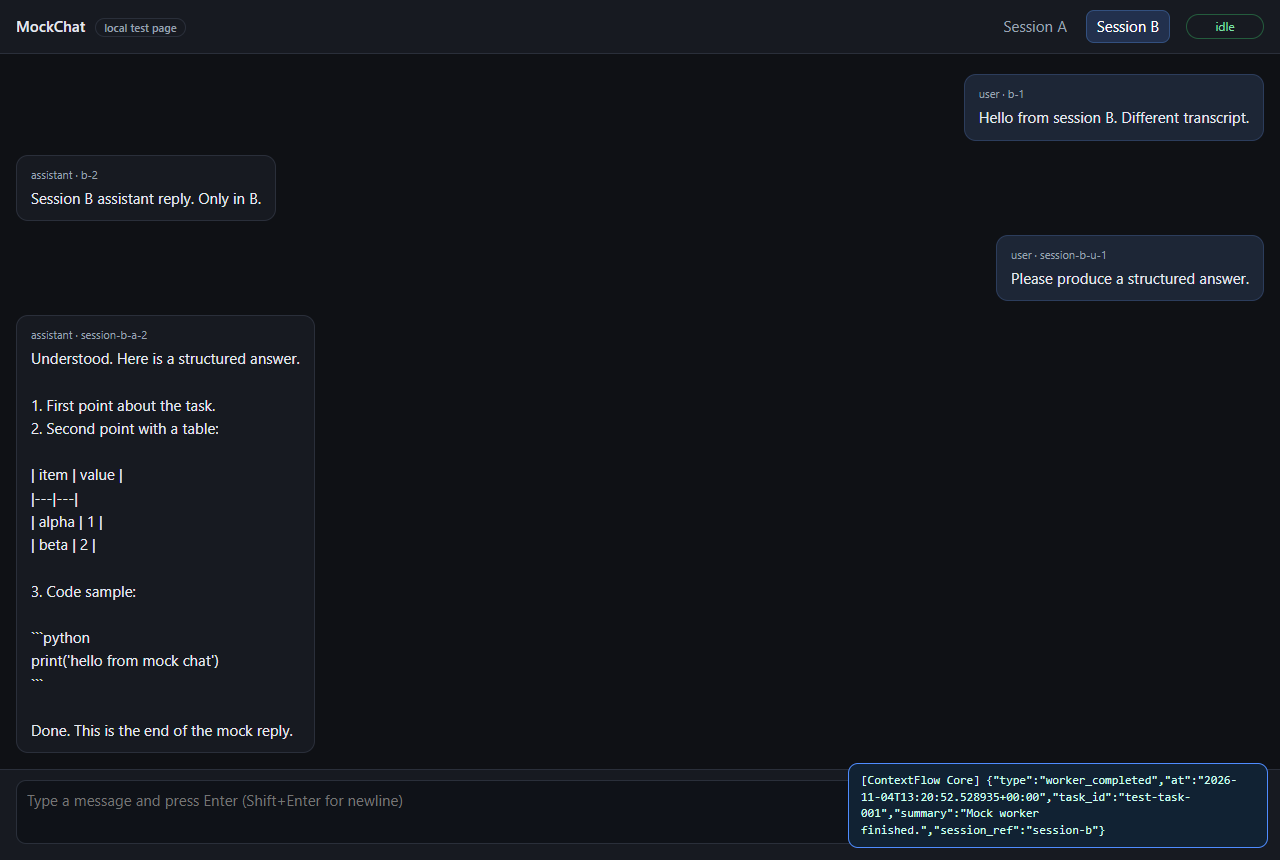 MockChat local test page Session A Session B idle
user · b-1
Hello from session B. Different transcript.
assistant · b-2
Session B assistant reply. Only in B.
user · session-b-u-1
Please produce a structured answer.
assistant · session-b-a-2
Understood. Here is a structured answer.
1. First point about the task.
2. Second point with a table:
| item | value |
|---|---|
| alpha | 1 |
| beta | 2 |
3. Code sample:
```python
print('hello from mock chat')
```
Done. This is the end of the mock reply.
Type a message and press Enter (Shift+Enter for newline)
[ContextFlow Core] {"type":"worker_completed","at":"2026-
11-04T13:20:52.528935+00:00","task_id":"test-task-
001","summary":"Mock worker
finished.","session_ref":"session-b"}